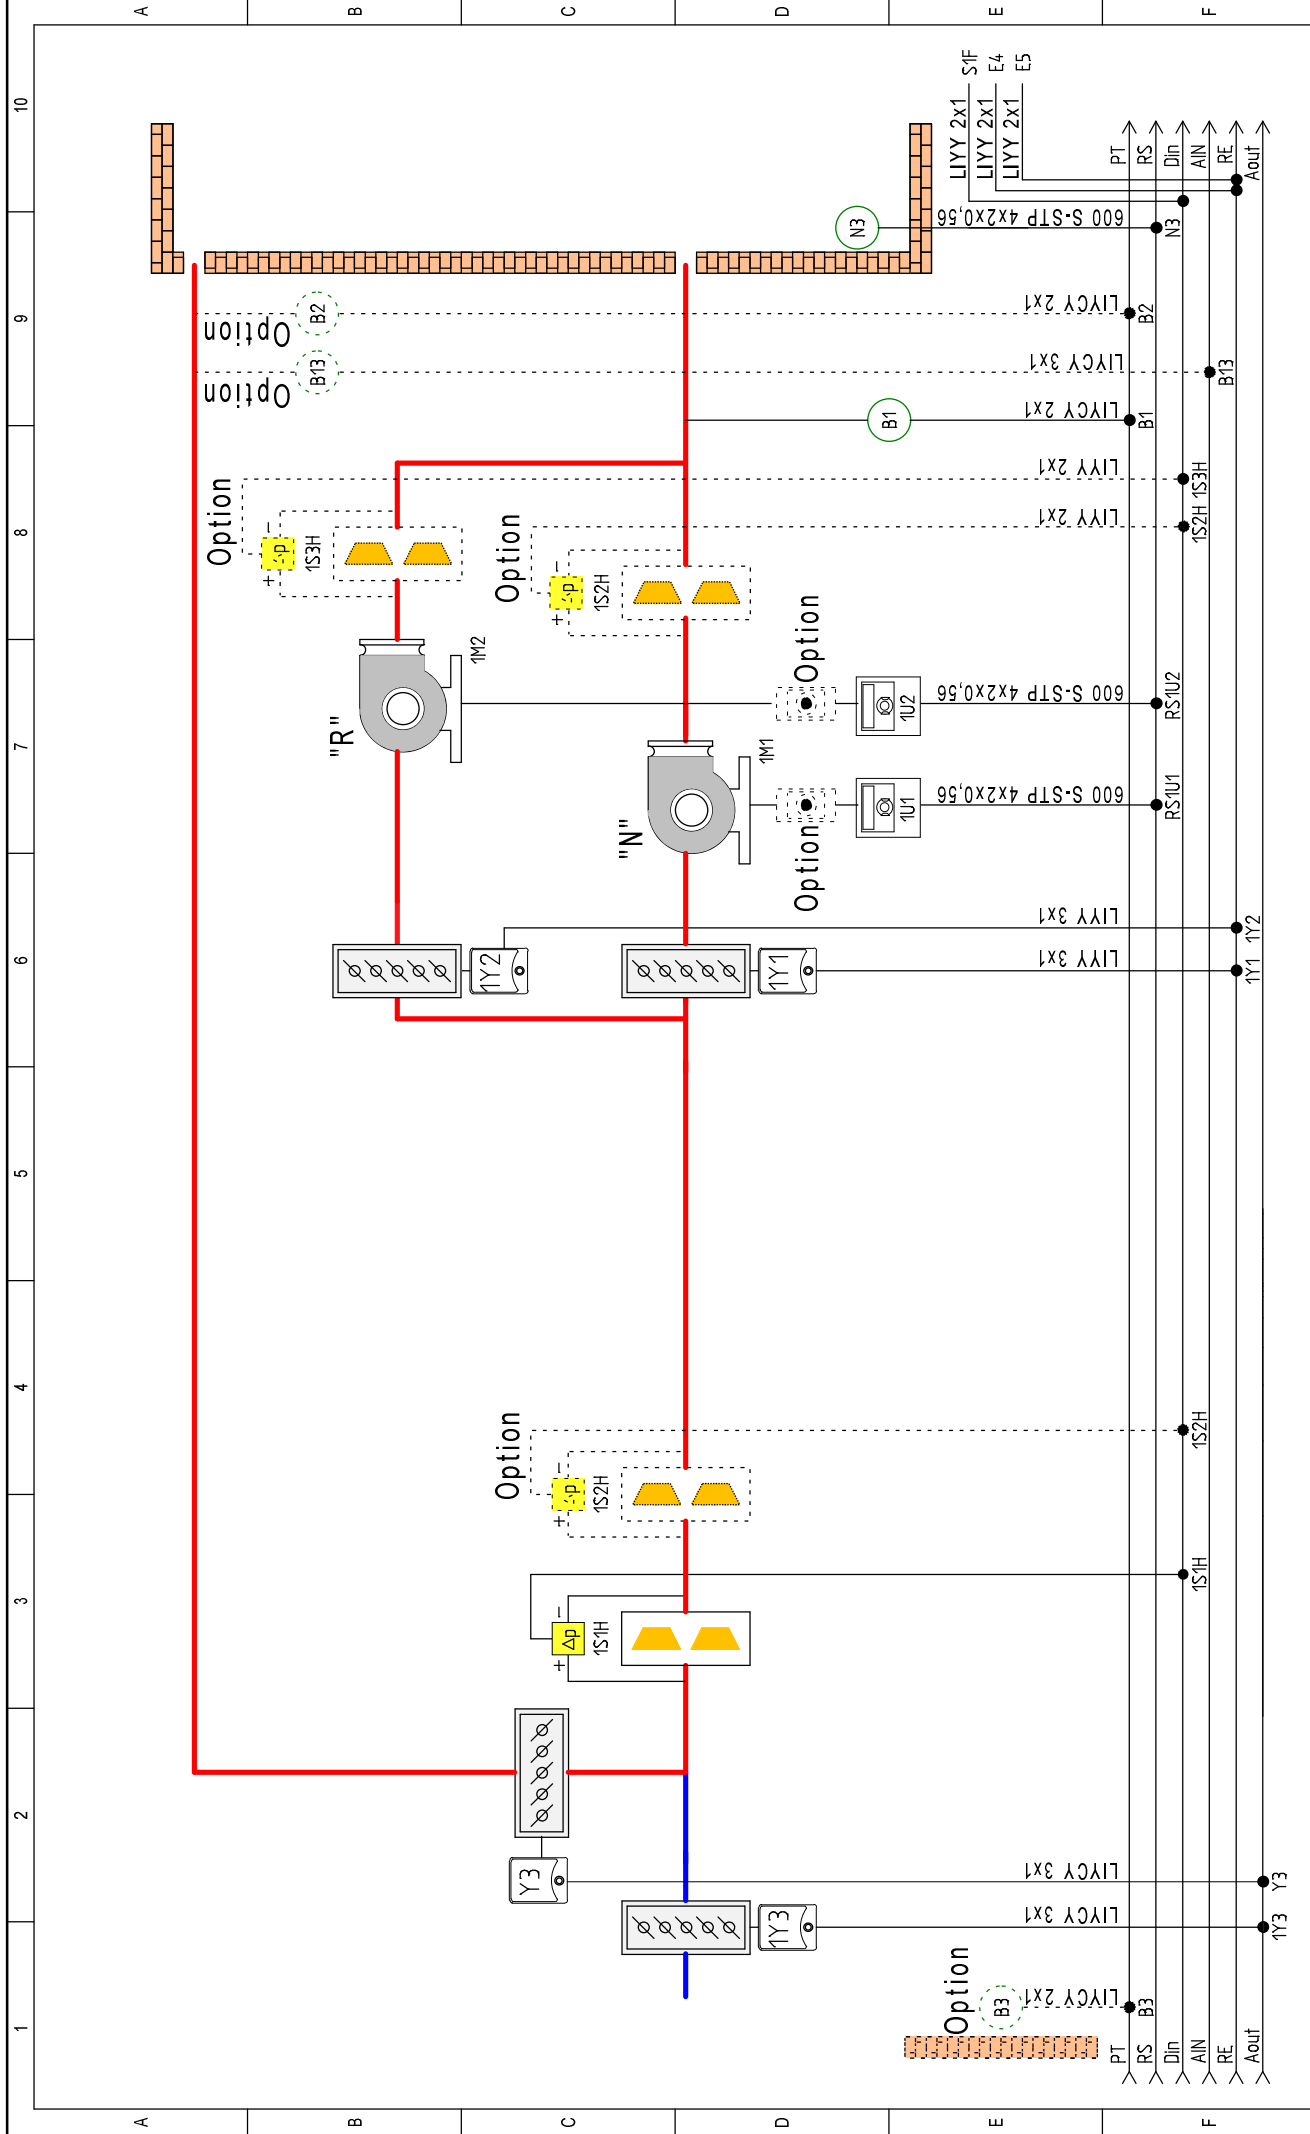 1
2
3
4
5
6
7
8
9
10
A
A
B
B
C
C
D
D
E
E
F
F
Option
B2
Option
B13
Option
+
−
1S3H
"R"
1M2
Option
+
−
1S2H
1Y2
"N"
1M1
Option
Option
1U2
1U1
1Y1
Option
+
−
1S2H
+
−
Δp
1S1H
Y3
1Y3
Option
B3
B1
N3
LIYCY 2x1
LIYCY 3x1
LIYCY 3x1
LIYY 3x1
LIYY 3x1
600 S-STP 4x2x0,56
600 S-STP 4x2x0,56
LIYY 2x1
LIYY 2x1
LIYCY 2x1
LIYCY 3x1
LIYCY 2x1
600 S-STP 4x2x0,56
LIYY 2x1
S1F
LIYY 2x1
E4
LIYY 2x1
E5
PT
PT
RS
RS
Din
Din
AIN
AIN
RE
RE
Aout
Aout
B3
1Y3
Y3
1S1H
1S2H
1Y1
1Y2
RS1U1
RS1U2
1S2H
1S3H
B1
B13
B2
N3